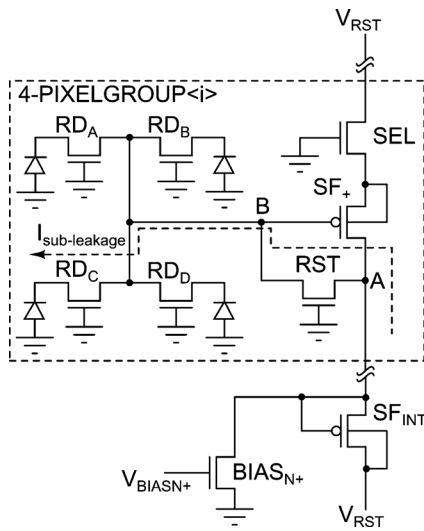 V_RST
4-PIXELGROUP<i>
RD_A RD_B
SEL
SF_+
B
I_sub-leakage
RD_C RD_D
RST
A
SF_INT
V_BIASN+
BIAS_N+
V_RST